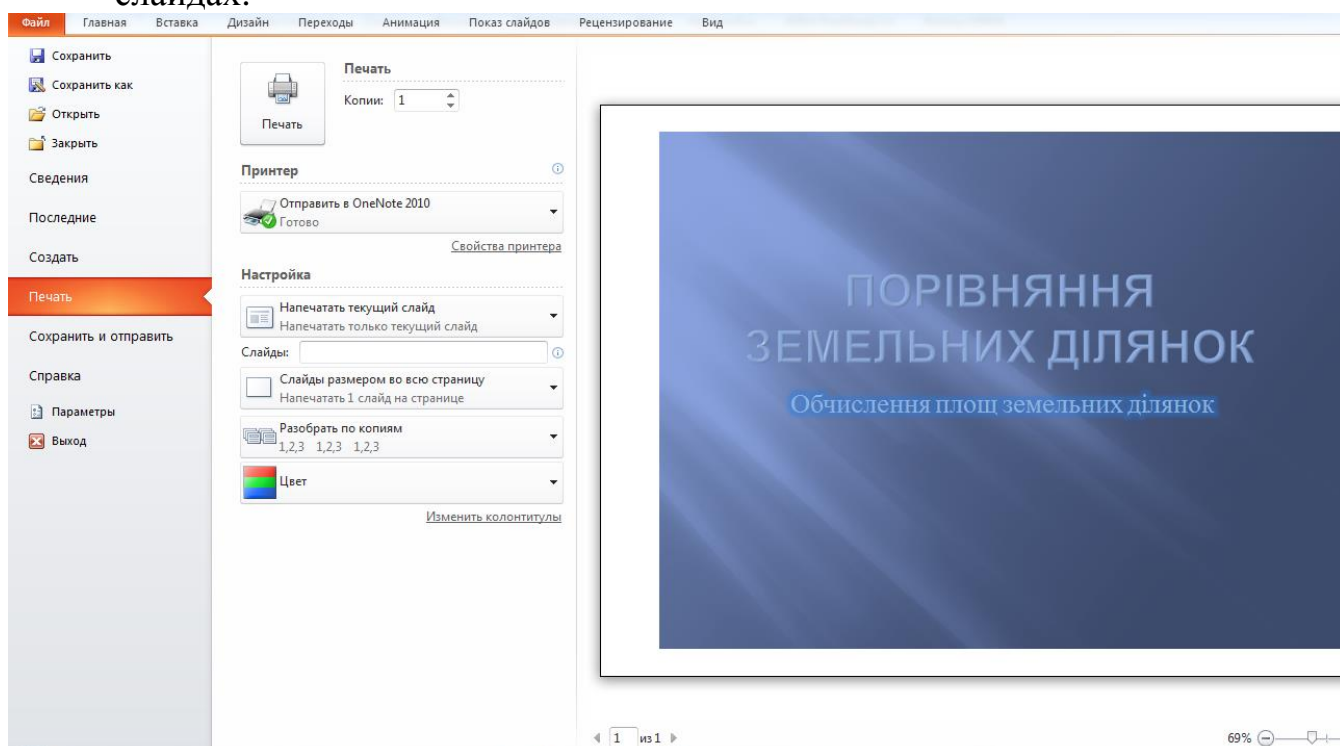 слайдах.
Файл Главная Вставка Дизайн Переходы Анимация Показ слайдов Рецензирование Вид
Сохранить
Сохранить как
Открыть
Закрыть
Сведения
Последние
Создать
Печать
Сохранить и отправить
Справка
Параметры
Выход
Печать
Копии: 1
Печать
Принтер
Отправить в OneNote 2010
Готово
Свойства принтера
Настройка
Напечатать текущий слайд
Напечатать только текущий слайд
Слайды:
Слайды размером во всю страницу
Напечатать 1 слайд на странице
Разобрать по копиям
1,2,3 1,2,3 1,2,3
Цвет
Изменить колонтитулы
ПОРІВНЯННЯ
ЗЕМЕЛЬНИХ ДІЛЯНОК
Обчислення площ земельних ділянок
1 из 1
69%